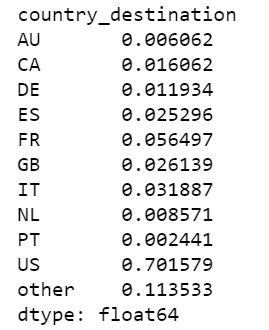 country_destination
AU 0.006062
CA 0.016062
DE 0.011934
ES 0.025296
FR 0.056497
GB 0.026139
IT 0.031887
NL 0.008571
PT 0.002441
US 0.701579
other 0.113533
dtype: float64